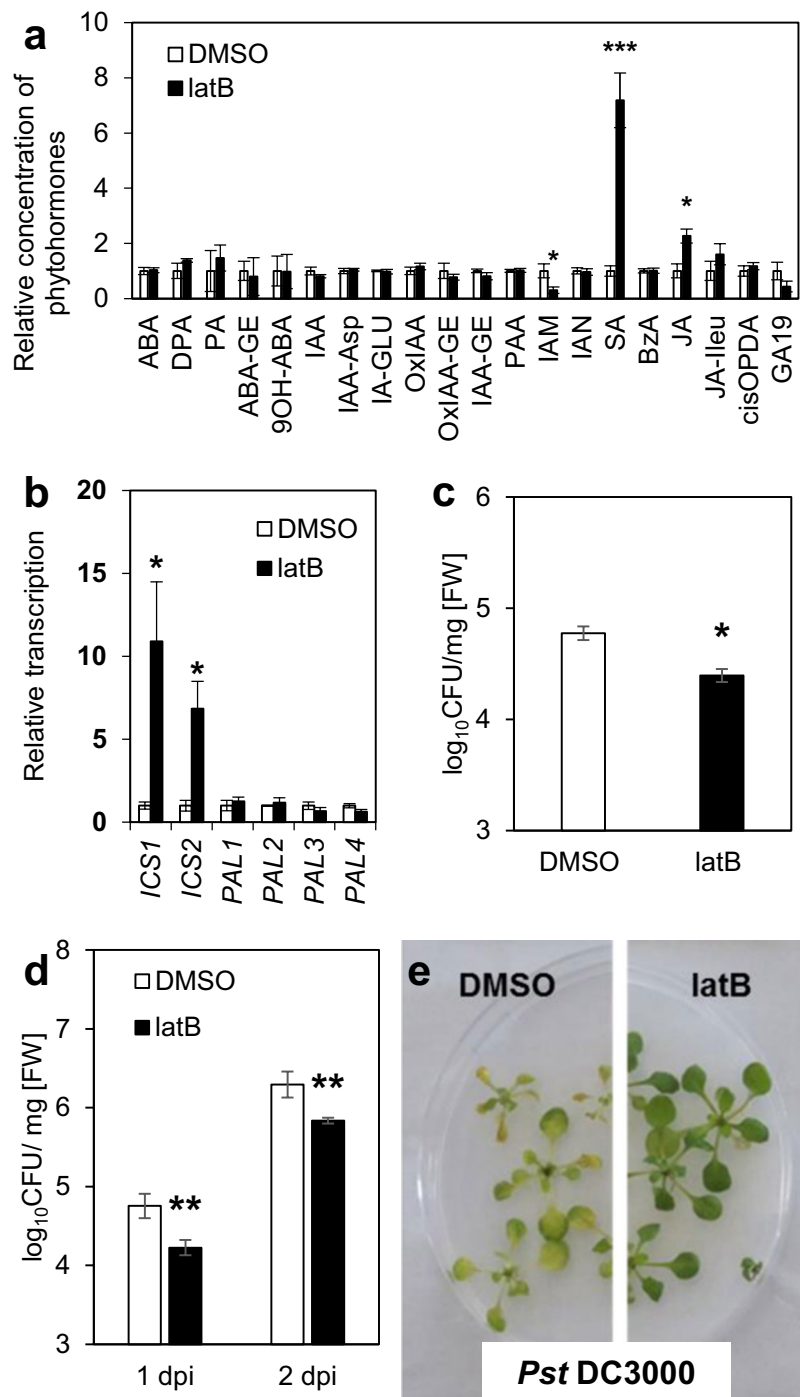 a
10
8
6
4
2
0
Relative concentration of
phytohormones
DMSO
latB
***
*
*
ABA
DPA
PA
ABA-GE
9OH-ABA
IAA
IAA-Asp
IA-GLU
OxIAA
OxIAA-GE
IAA-GE
PAA
IAM
IAN
SA
BzA
JA
JA-Ileu
cisOPDA
GA19
b
20
15
10
5
0
Relative transcription
DMSO
latB
*
*
ICS1
ICS2
PAL1
PAL2
PAL3
PAL4
c
6
5
4
3
log10CFU/mg [FW]
*
DMSO
latB
d
8
7
6
5
4
3
log10CFU/ mg [FW]
DMSO
latB
**
**
1 dpi
2 dpi
e
DMSO
latB
Pst DC3000